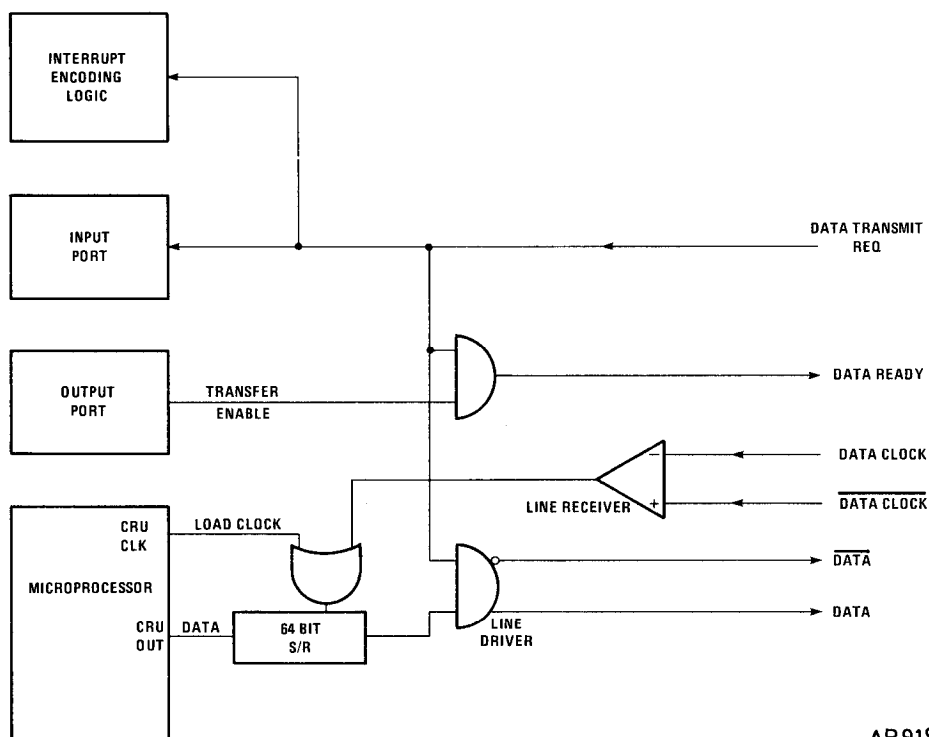 INTERRUPT
ENCODING
LOGIC
INPUT
PORT
DATA TRANSMIT
REQ
OUTPUT
PORT
TRANSFER
ENABLE
DATA READY
DATA CLOCK
LINE RECEIVER
DATA CLOCK
CRU
CLK
LOAD CLOCK
MICROPROCESSOR
DATA
DATA
CRU
OUT
DATA
64 BIT
S/R
LINE
DRIVER
−
+